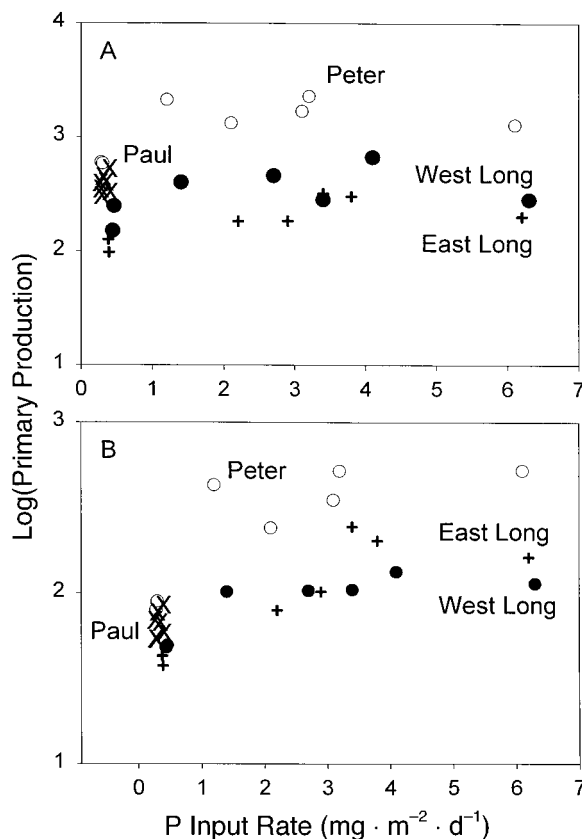 4
A
Peter
3
Paul
West Long
East Long
2
1
0 1 2 3 4 5 6 7
Log(Primary Production)
3
B
Peter
East Long
2
West Long
Paul
1
0 1 2 3 4 5 6 7
P Input Rate (mg · m⁻² · d⁻¹)